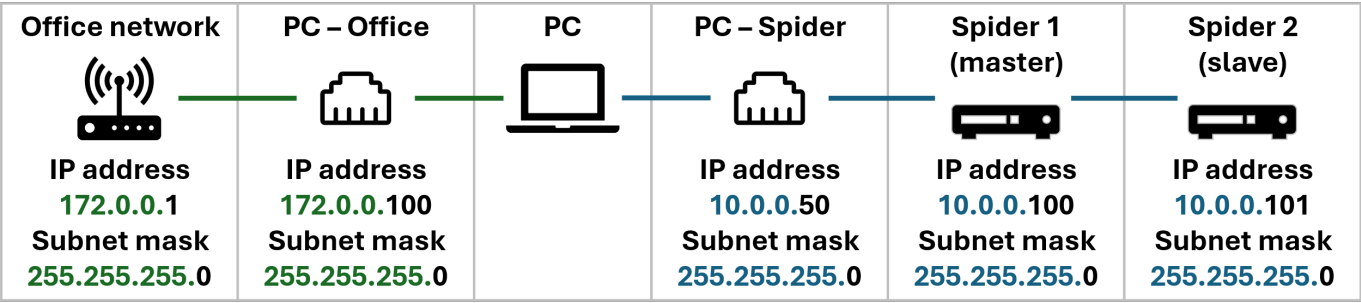 Office network
IP address
172.0.0.1
Subnet mask
255.255.255.0
PC – Office
IP address
172.0.0.100
Subnet mask
255.255.255.0
PC
PC – Spider
IP address
10.0.0.50
Subnet mask
255.255.255.0
Spider 1
(master)
IP address
10.0.0.100
Subnet mask
255.255.255.0
Spider 2
(slave)
IP address
10.0.0.101
Subnet mask
255.255.255.0